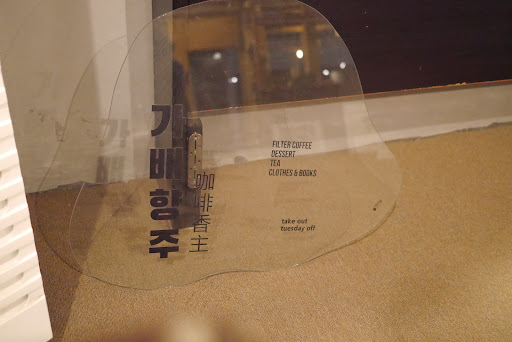 가배향주
咖啡香主
FILTER COFFEE
DESSERT
TEA
CLOTHES & BOOKS
take out
tuesday off